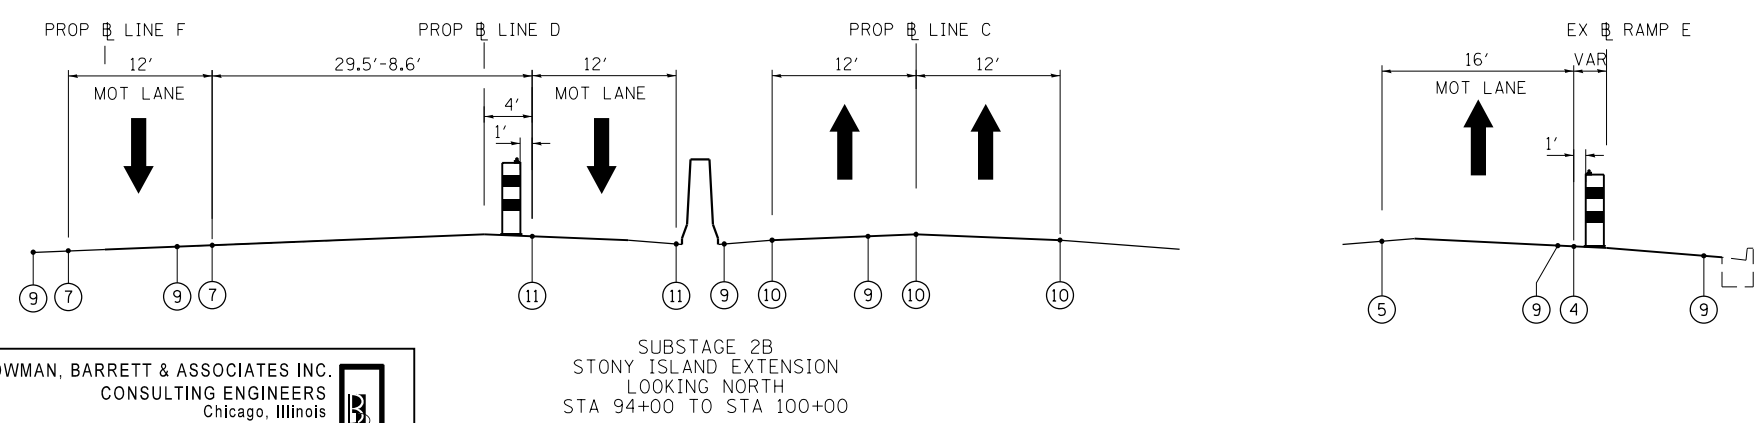 PROP B LINE F
PROP B LINE D
PROP B LINE C
EX B RAMP E
12'
29.5'-8.6'
12'
12'
12'
16'
VAR
MOT LANE
MOT LANE
MOT LANE
4'
1'
1'
9 7 9 7 11 11 9 10 9 10 10
5 9 4 9
SUBSTAGE 2B
STONY ISLAND EXTENSION
LOOKING NORTH
STA 94+00 TO STA 100+00
OWMAN, BARRETT & ASSOCIATES INC.
CONSULTING ENGINEERS
Chicago, Illinois